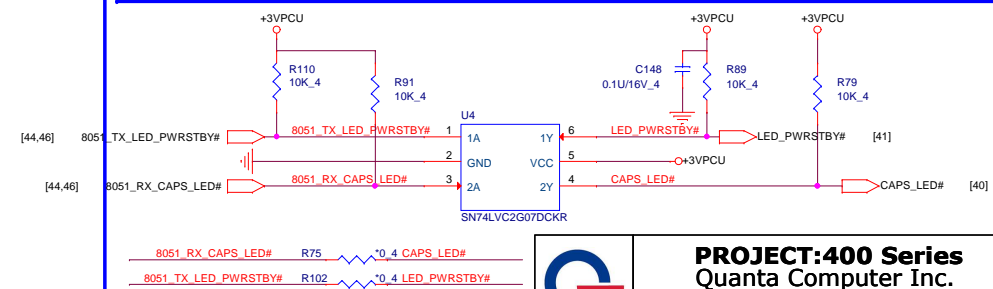 +3VPCU +3VPCU +3VPCU
R110
10K_4
R91
10K_4
C148
0.1U/16V_4
R89
10K_4
R79
10K_4
U4
[44,46] 8051_TX_LED_PWRSTBY# 8051_TX_LED_PWRSTBY# 1 1A 1Y 6 LED_PWRSTBY# LED_PWRSTBY# [41]
2 GND VCC 5 +3VPCU
[44,46] 8051_RX_CAPS_LED# 8051_RX_CAPS_LED# 3 2A 2Y 4 CAPS_LED# CAPS_LED# [40]
SN74LVC2G07DCKR
8051_RX_CAPS_LED# R75 *0_4 CAPS_LED#
8051_TX_LED_PWRSTBY# R102 *0_4 LED_PWRSTBY#
PROJECT:400 Series
Quanta Computer Inc.